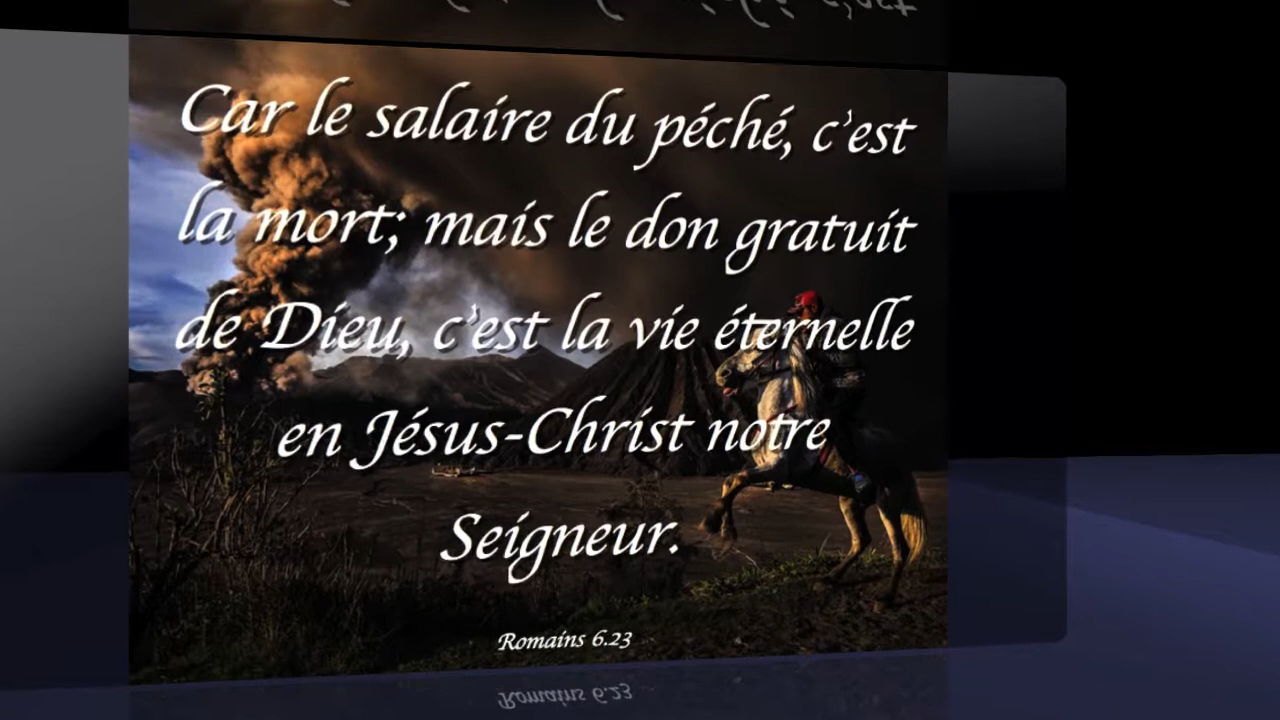 Car le salaire du péché, c'est
la mort; mais le don gratuit
de Dieu, c'est la vie éternelle
en Jésus-Christ notre
Seigneur.
Romains 6.23